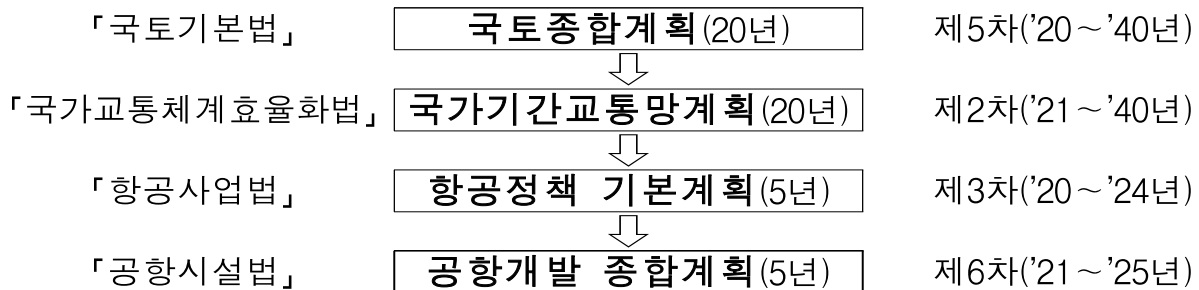 「국토기본법」 국토종합계획(20년) 제5차('20～'40년)
「국가교통체계효율화법」 국가기간교통망계획(20년) 제2차('21～'40년)
「항공사업법」 항공정책 기본계획(5년) 제3차('20～'24년)
「공항시설법」 공항개발 종합계획(5년) 제6차('21～'25년)